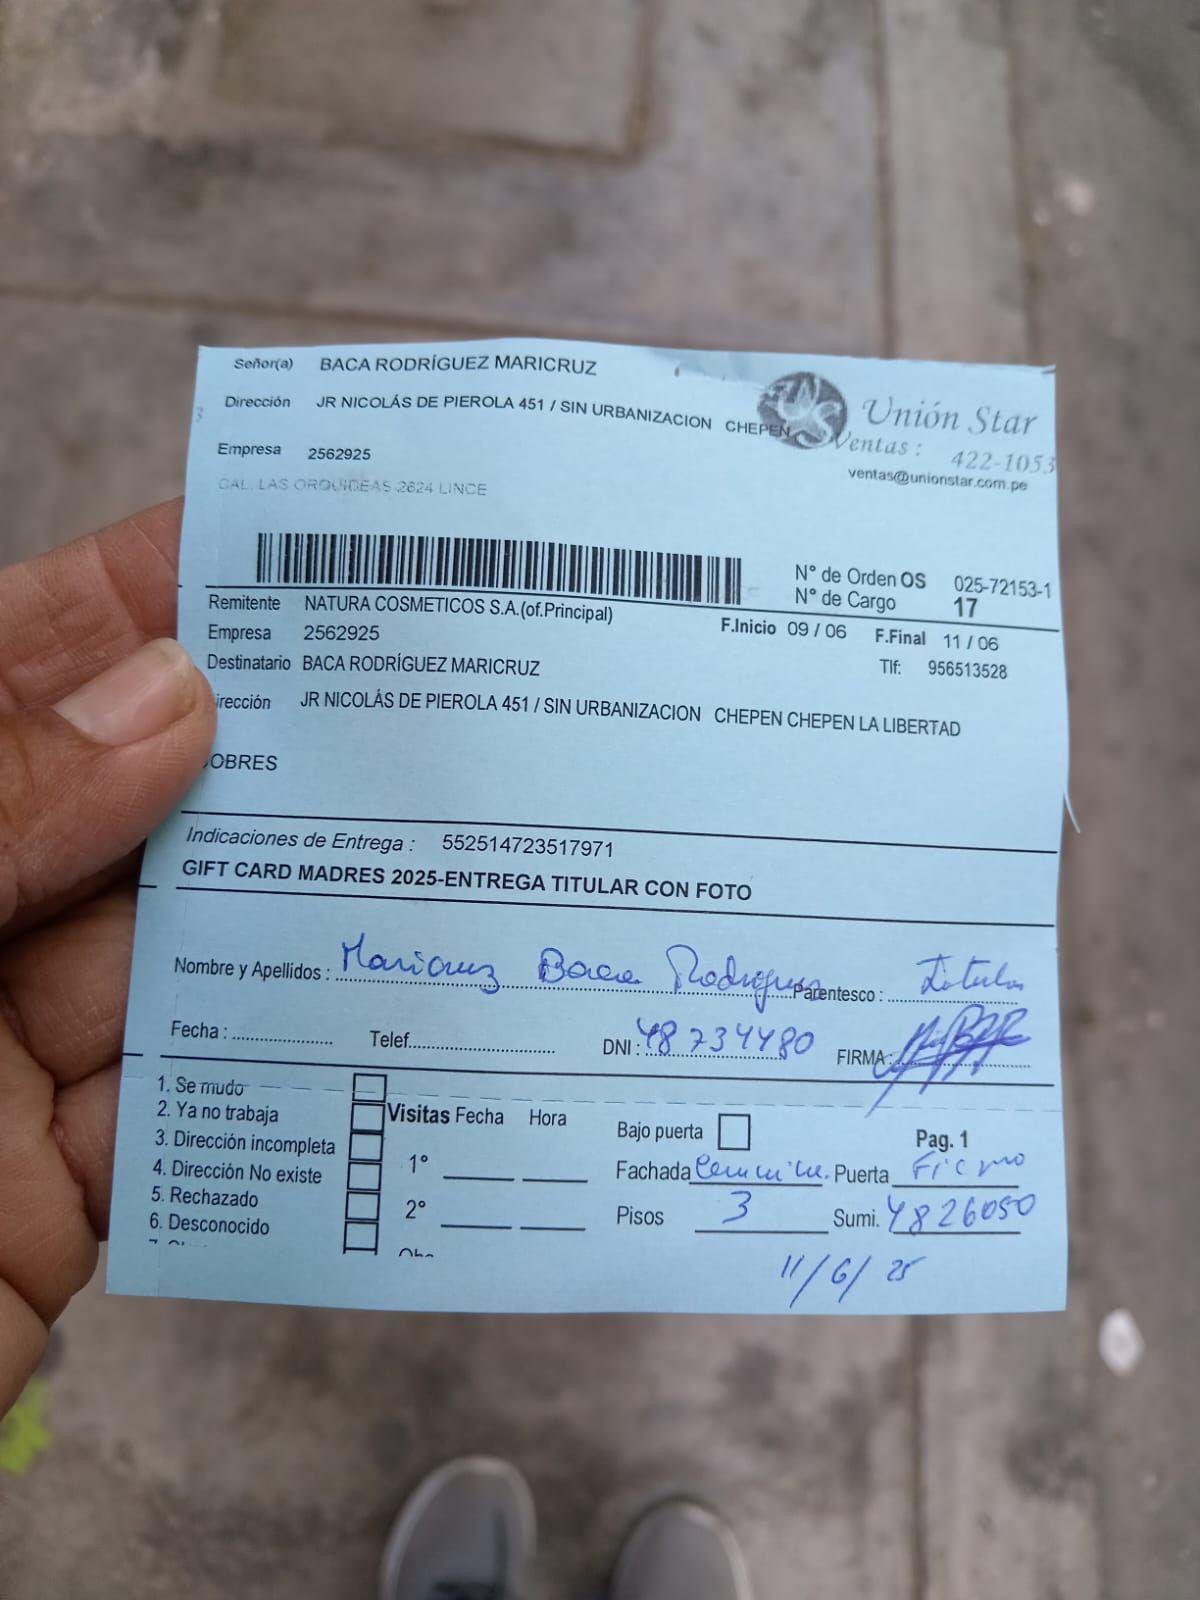 Señor(a) BACA RODRÍGUEZ MARICRUZ
Dirección JR NICOLÁS DE PIEROLA 451 / SIN URBANIZACION CHEPEN
Unión Star
Ventas : 422-1053
ventas@unionstar.com.pe
Empresa 2562925
CAL. LAS ORQUIDEAS 2624 LINCE
N° de Orden OS 025-72153-1
N° de Cargo 17
Remitente NATURA COSMETICOS S.A.(of.Principal)
F.Inicio 09 / 06 F.Final 11 / 06
Empresa 2562925
Tlf: 956513528
Destinatario BACA RODRÍGUEZ MARICRUZ
irección JR NICOLÁS DE PIEROLA 451 / SIN URBANIZACION CHEPEN CHEPEN LA LIBERTAD
OBRES
Indicaciones de Entrega : 552514723517971
GIFT CARD MADRES 2025-ENTREGA TITULAR CON FOTO
Nombre y Apellidos : Maricruz Baca Rodriguez Parentesco : Titular
Fecha : Telef. DNI : 48734480 FIRMA :
1. Se mudo
2. Ya no trabaja
3. Dirección incompleta
4. Dirección No existe
5. Rechazado
6. Desconocido
Visitas Fecha Hora
1°
2°
Bajo puerta
Pag. 1
Fachada Puerta
Pisos 3 Sumi. 4826050
11/6/25